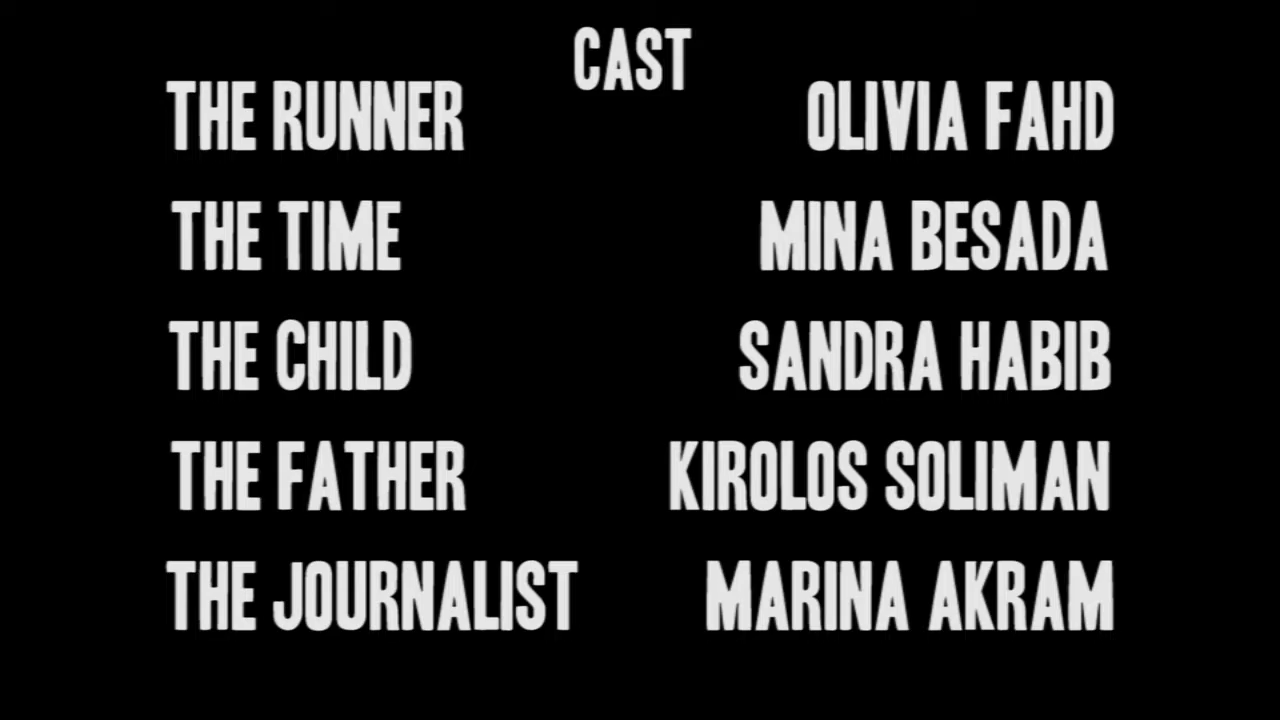 CAST
THE RUNNER OLIVIA FAHD
THE TIME MINA BESADA
THE CHILD SANDRA HABIB
THE FATHER KIROLOS SOLIMAN
THE JOURNALIST MARINA AKRAM